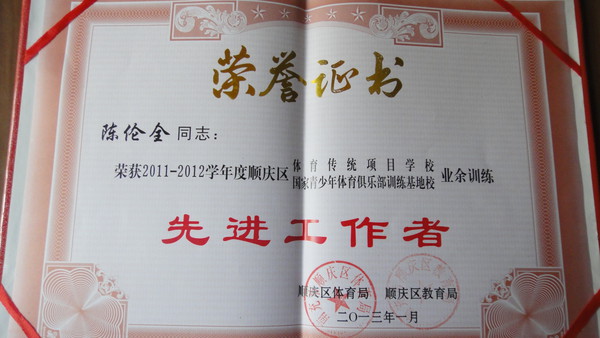 荣誉证书
陈伦全 同志：
荣获2011-2012学年度顺庆区 体育传统项目学校 业余训练
国家青少年体育俱乐部训练基地校
先进工作者
顺庆区体育局 顺庆区教育局
二〇一三年一月